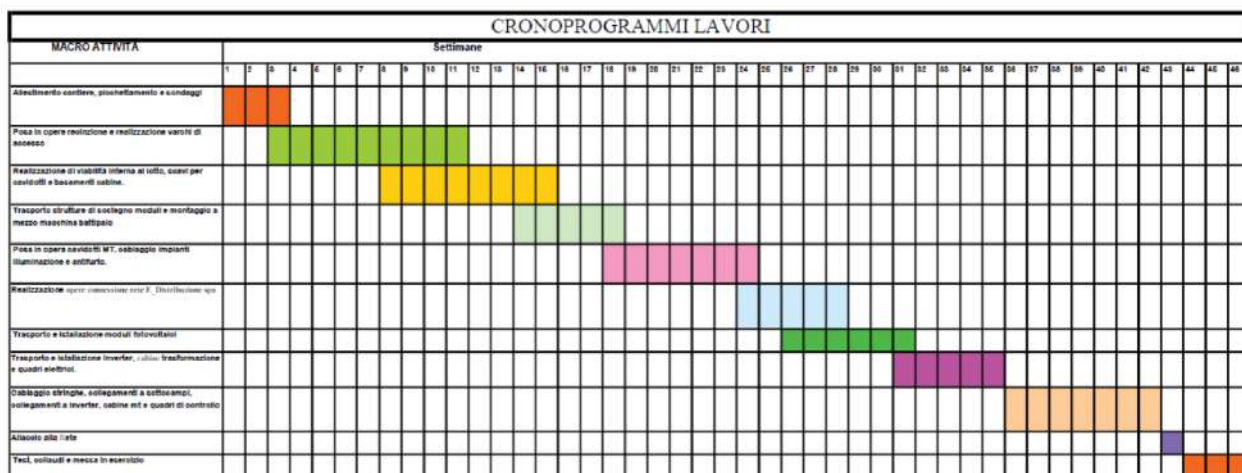 CRONOPROGRAMMI LAVORI
MACRO ATTIVITÀ Settimane
1 2 3 4 5 6 7 8 9 10 11 12 13 14 15 16 17 18 19 20 21 22 23 24 25 26 27 28 29 30 31 32 33 34 35 36 37 38 39 40 41 42 43 44 45 46
Allestimento cantiere, picchettamento e sondaggi
Posa in opere recinzione e realizzazione varchi di
accesso
Realizzazione di viabilità interna al lotto, scavi per
cavidotti e basamenti cabine.
Trasporto strutture di sostegno moduli e montaggio a
mezzo macchina battipalo
Posa in opera cavidotti MT, cablaggio impianti
illuminazione e antifurto.
Realizzazione opere connessione rete E_Distribuzione spa
Trasporto e istallazione moduli fotovoltaici
Trasporto e istallazione inverter, cabine trasformazione
e quadri elettrici.
Cablaggio stringhe, collegamenti a sottocampi,
collegamenti a inverter, cabine mt e quadri di controllo
Allaccio alla Rete
Test, collaudi e messa in esercizio